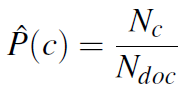 P̂(c) = N_c / N_doc